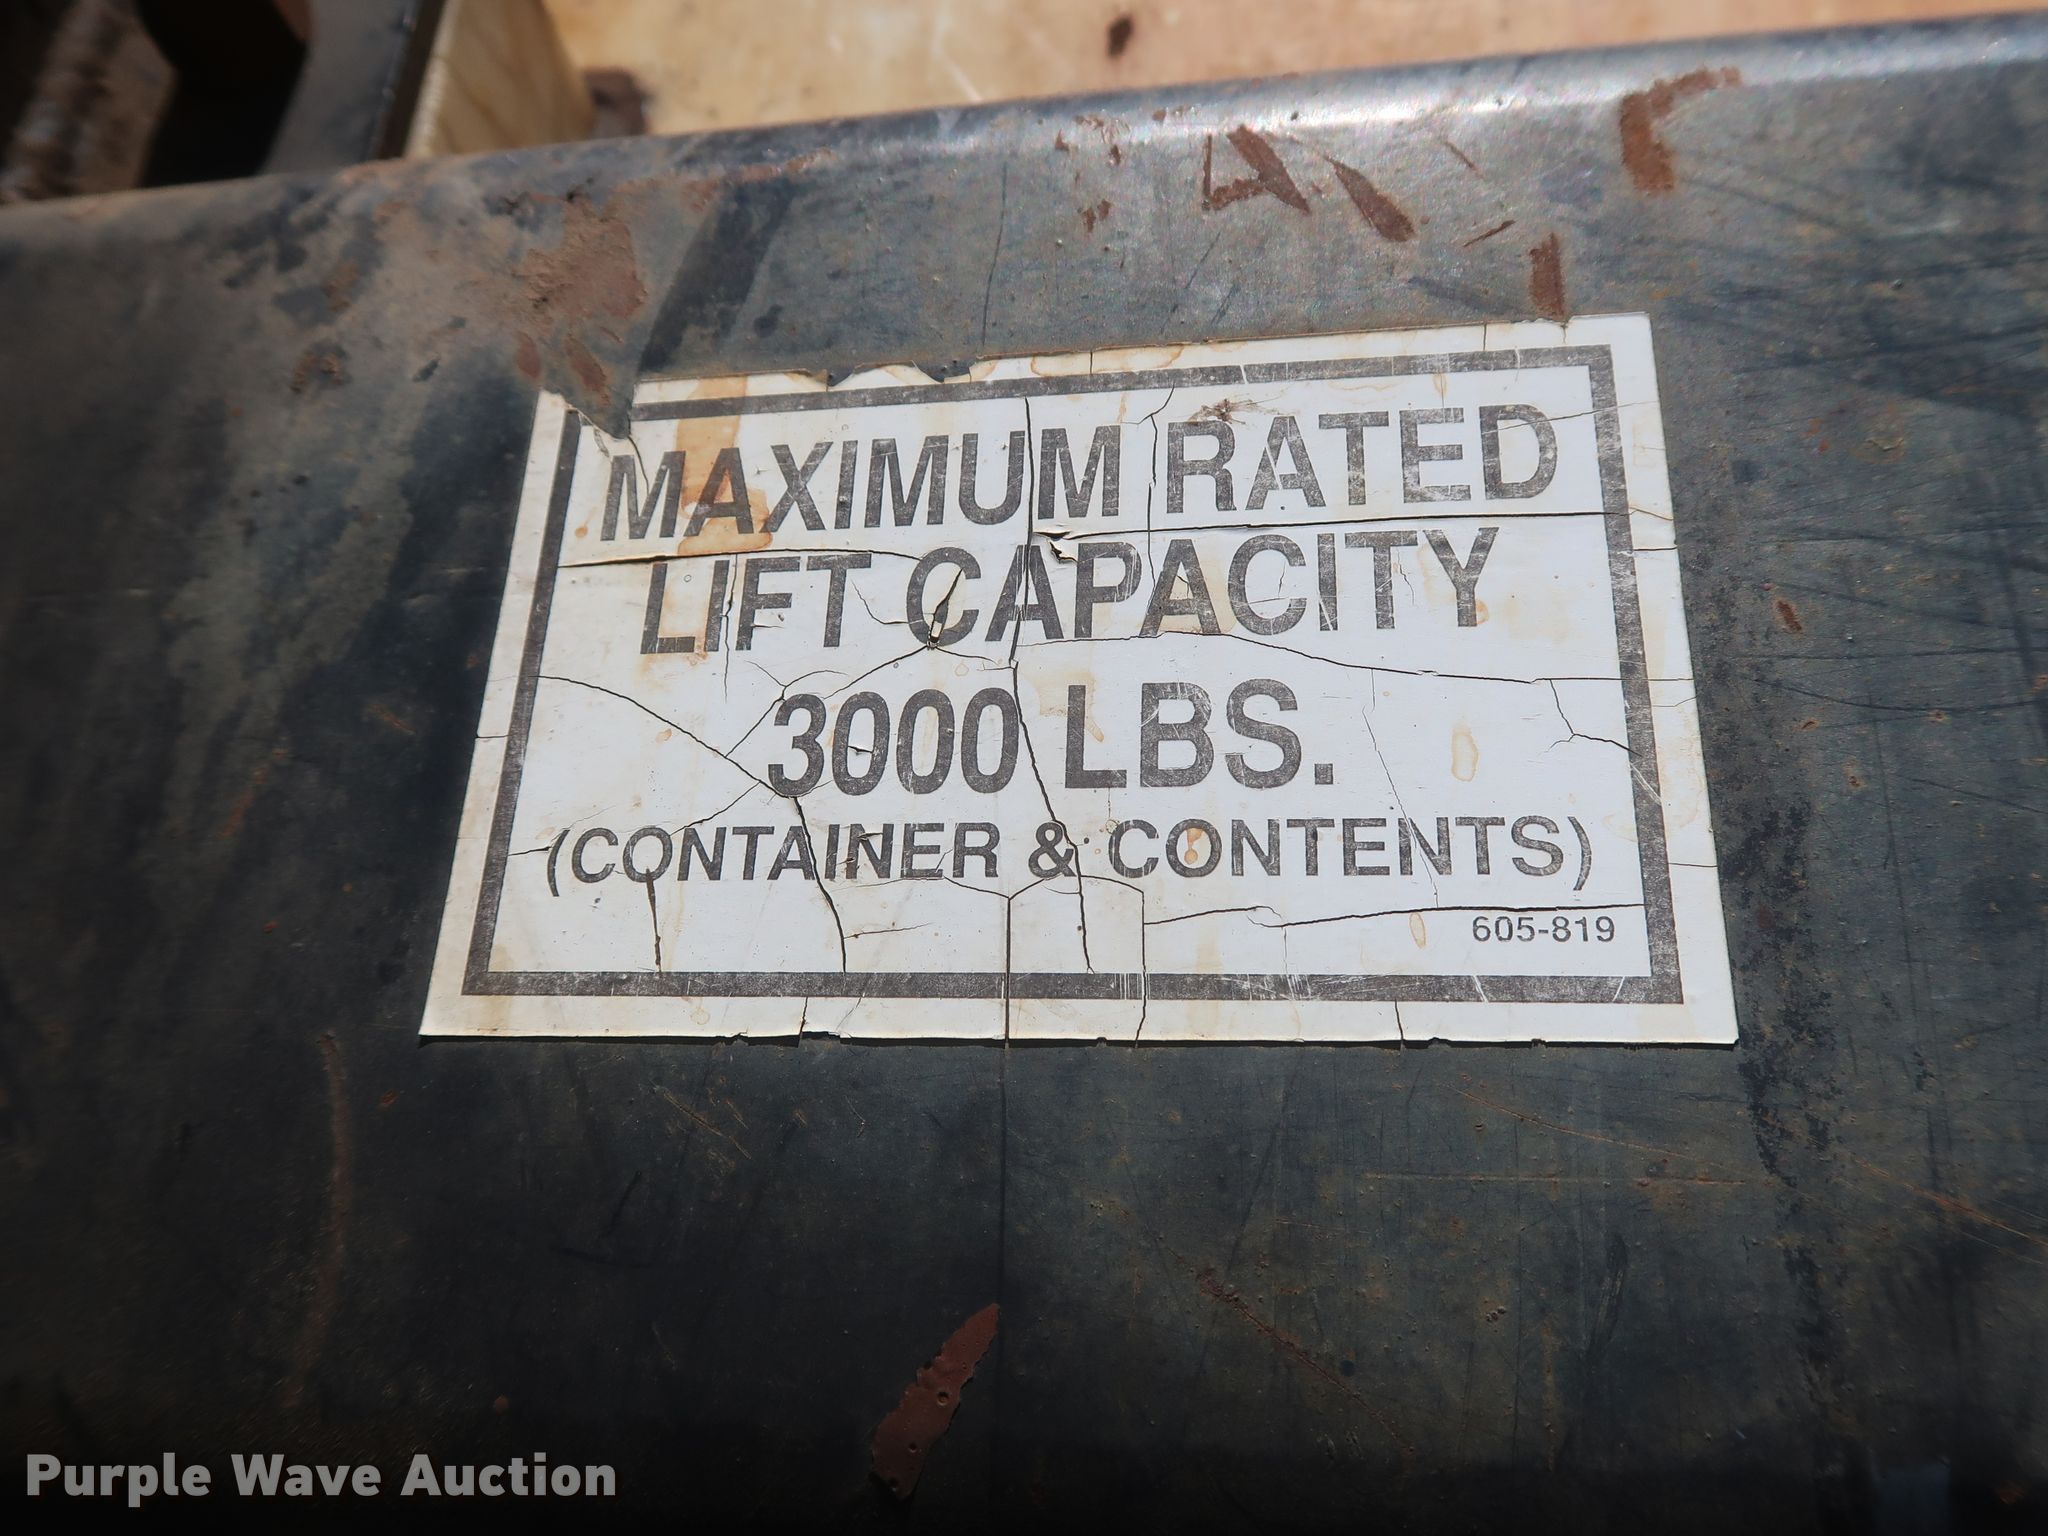 MAXIMUM RATED
LIFT CAPACITY
3000 LBS.
(CONTAINER & CONTENTS)
605-819
Purple Wave Auction